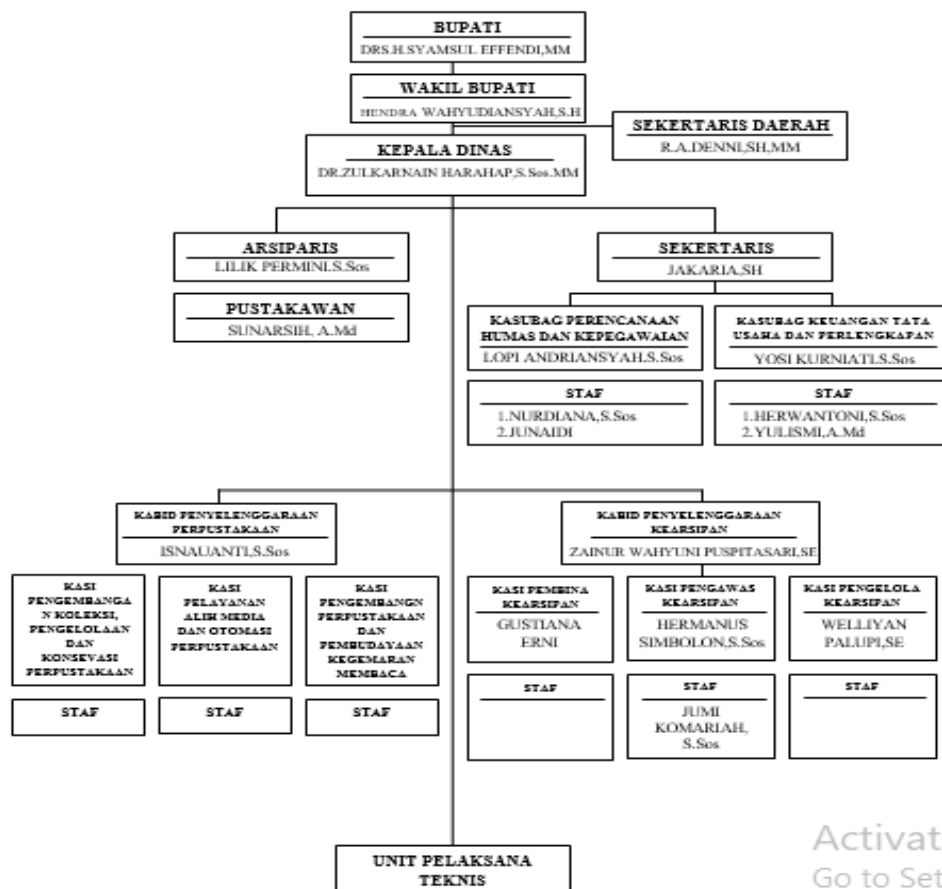 BUPATI
DRS.H.SYAMSUL EFFENDI,MM
WAKIL BUPATI
HENDRA WAHYUDIANSYAH,S.H
SEKERTARIS DAERAH
R.A.DENNI,SH,MM
KEPALA DINAS
DR.ZULKARNAIN HARAHAP,S.Sos.MM
ARSIPARIS
LILIK PERMINI.S.Sos
PUSTAKAWAN
SUNARSIH, A.Md
SEKERTARIS
JAKARIA,SH
KASUBAG PERENCANAAN
HUMAS DAN KEPEGAWAIAN
LOPI ANDRIANSYAH,S.Sos
KASUBAG KEUANGAN TATA
USAHA DAN PERLENGKAPAN
YOSI KURNIATI.S.Sos
STAF
1.NURDIANA,S.Sos
2.JUNAIDI
STAF
1.HERWANTONI,S.Sos
2.YULISMI,A.Md
KABID PENYELENGGARAAN
PERPUSTAKAAN
ISNAUANTI,S.Sos
KABID PENYELENGGARAAN
KEARSIPAN
ZAINUR WAHYUNI PUSPITASARI,SE
KASI
PENGEMBANGA
N KOLEKSI,
PENGELOLAAN
DAN
KONSEVASI
PERPUSTAKAAN
STAF
KASI
PELAYANAN
ALIH MEDIA
DAN OTOMASI
PERPUSTAKAAN
STAF
KASI
PENGEMBANGN
PERPUSTAKAAN
DAN
PEMBUDAYAAN
KEGEMARAN
MEMBACA
STAF
KASI PEMBINA
KEARSIPAN
GUSTIANA
ERNI
STAF
KASI PENGAWAS
KEARSIPAN
HERMANUS
SIMBOLON,S.Sos
STAF
JUMI
KOMARIAH,
S.Sos
KASI PENGELOLA
KEARSIPAN
WELLIYAN
PALUPI,SE
STAF
UNIT PELAKSANA
TEKNIS
Activat
Go to Set